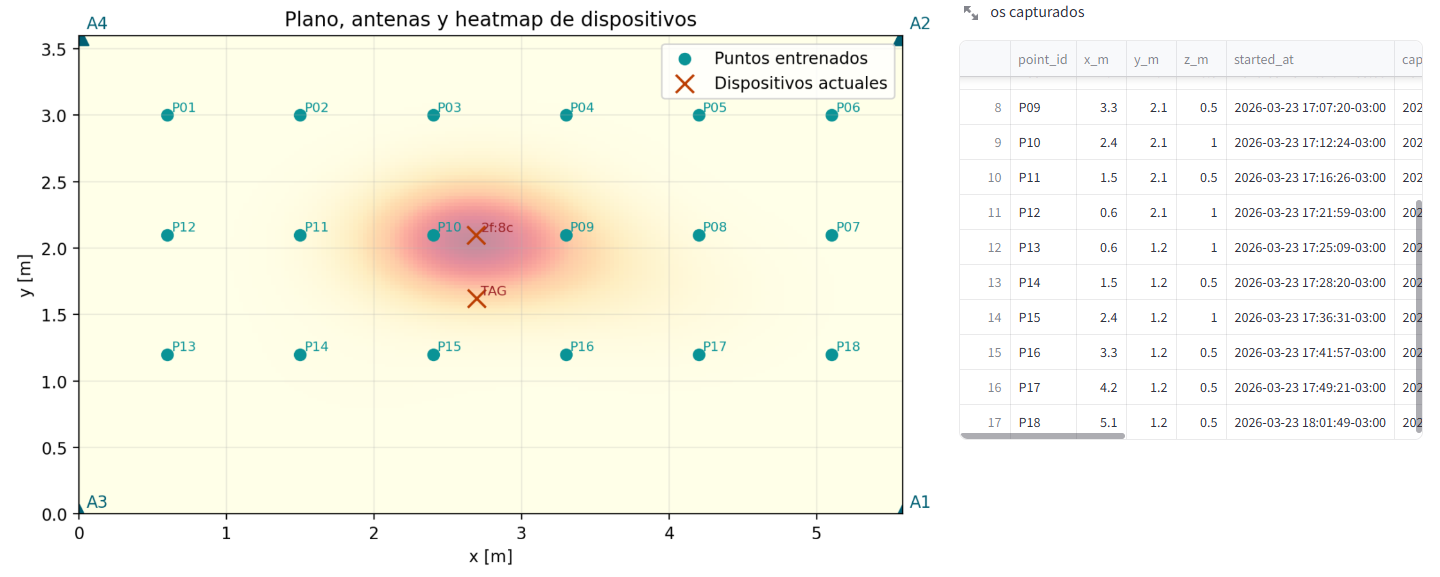 Plano, antenas y heatmap de dispositivos
A4
A2
Puntos entrenados
Dispositivos actuales
3.5
3.0
2.5
2.0
1.5
1.0
0.5
0.0
y [m]
P01 P02 P03 P04 P05 P06
P12 P11 P10 2f:8c P09 P08 P07
TAG
P13 P14 P15 P16 P17 P18
A3
A1
0 1 2 3 4 5
x [m]
os capturados
point_id x_m y_m z_m started_at cap
8 P09 3.3 2.1 0.5 2026-03-23 17:07:20-03:00 202
9 P10 2.4 2.1 1 2026-03-23 17:12:24-03:00 202
10 P11 1.5 2.1 0.5 2026-03-23 17:16:26-03:00 202
11 P12 0.6 2.1 1 2026-03-23 17:21:59-03:00 202
12 P13 0.6 1.2 1 2026-03-23 17:25:09-03:00 202
13 P14 1.5 1.2 0.5 2026-03-23 17:28:20-03:00 202
14 P15 2.4 1.2 1 2026-03-23 17:36:31-03:00 202
15 P16 3.3 1.2 0.5 2026-03-23 17:41:57-03:00 202
16 P17 4.2 1.2 0.5 2026-03-23 17:49:21-03:00 202
17 P18 5.1 1.2 0.5 2026-03-23 18:01:49-03:00 202